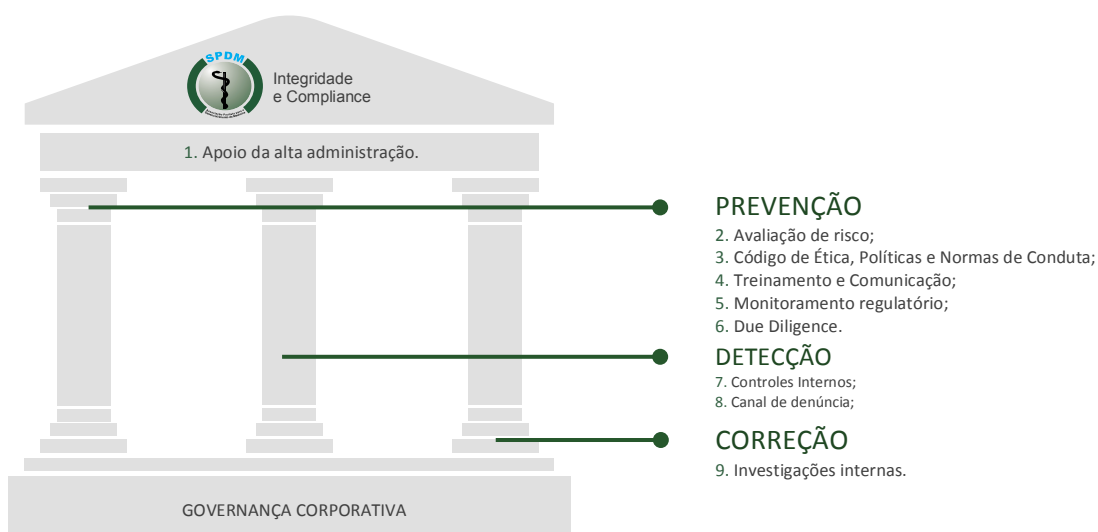 SPDM
Integridade
e Compliance
1. Apoio da alta administração.
PREVENÇÃO
2. Avaliação de risco;
3. Código de Ética, Políticas e Normas de Conduta;
4. Treinamento e Comunicação;
5. Monitoramento regulatório;
6. Due Diligence.
DETECÇÃO
7. Controles Internos;
8. Canal de denúncia;
CORREÇÃO
9. Investigações internas.
GOVERNANÇA CORPORATIVA